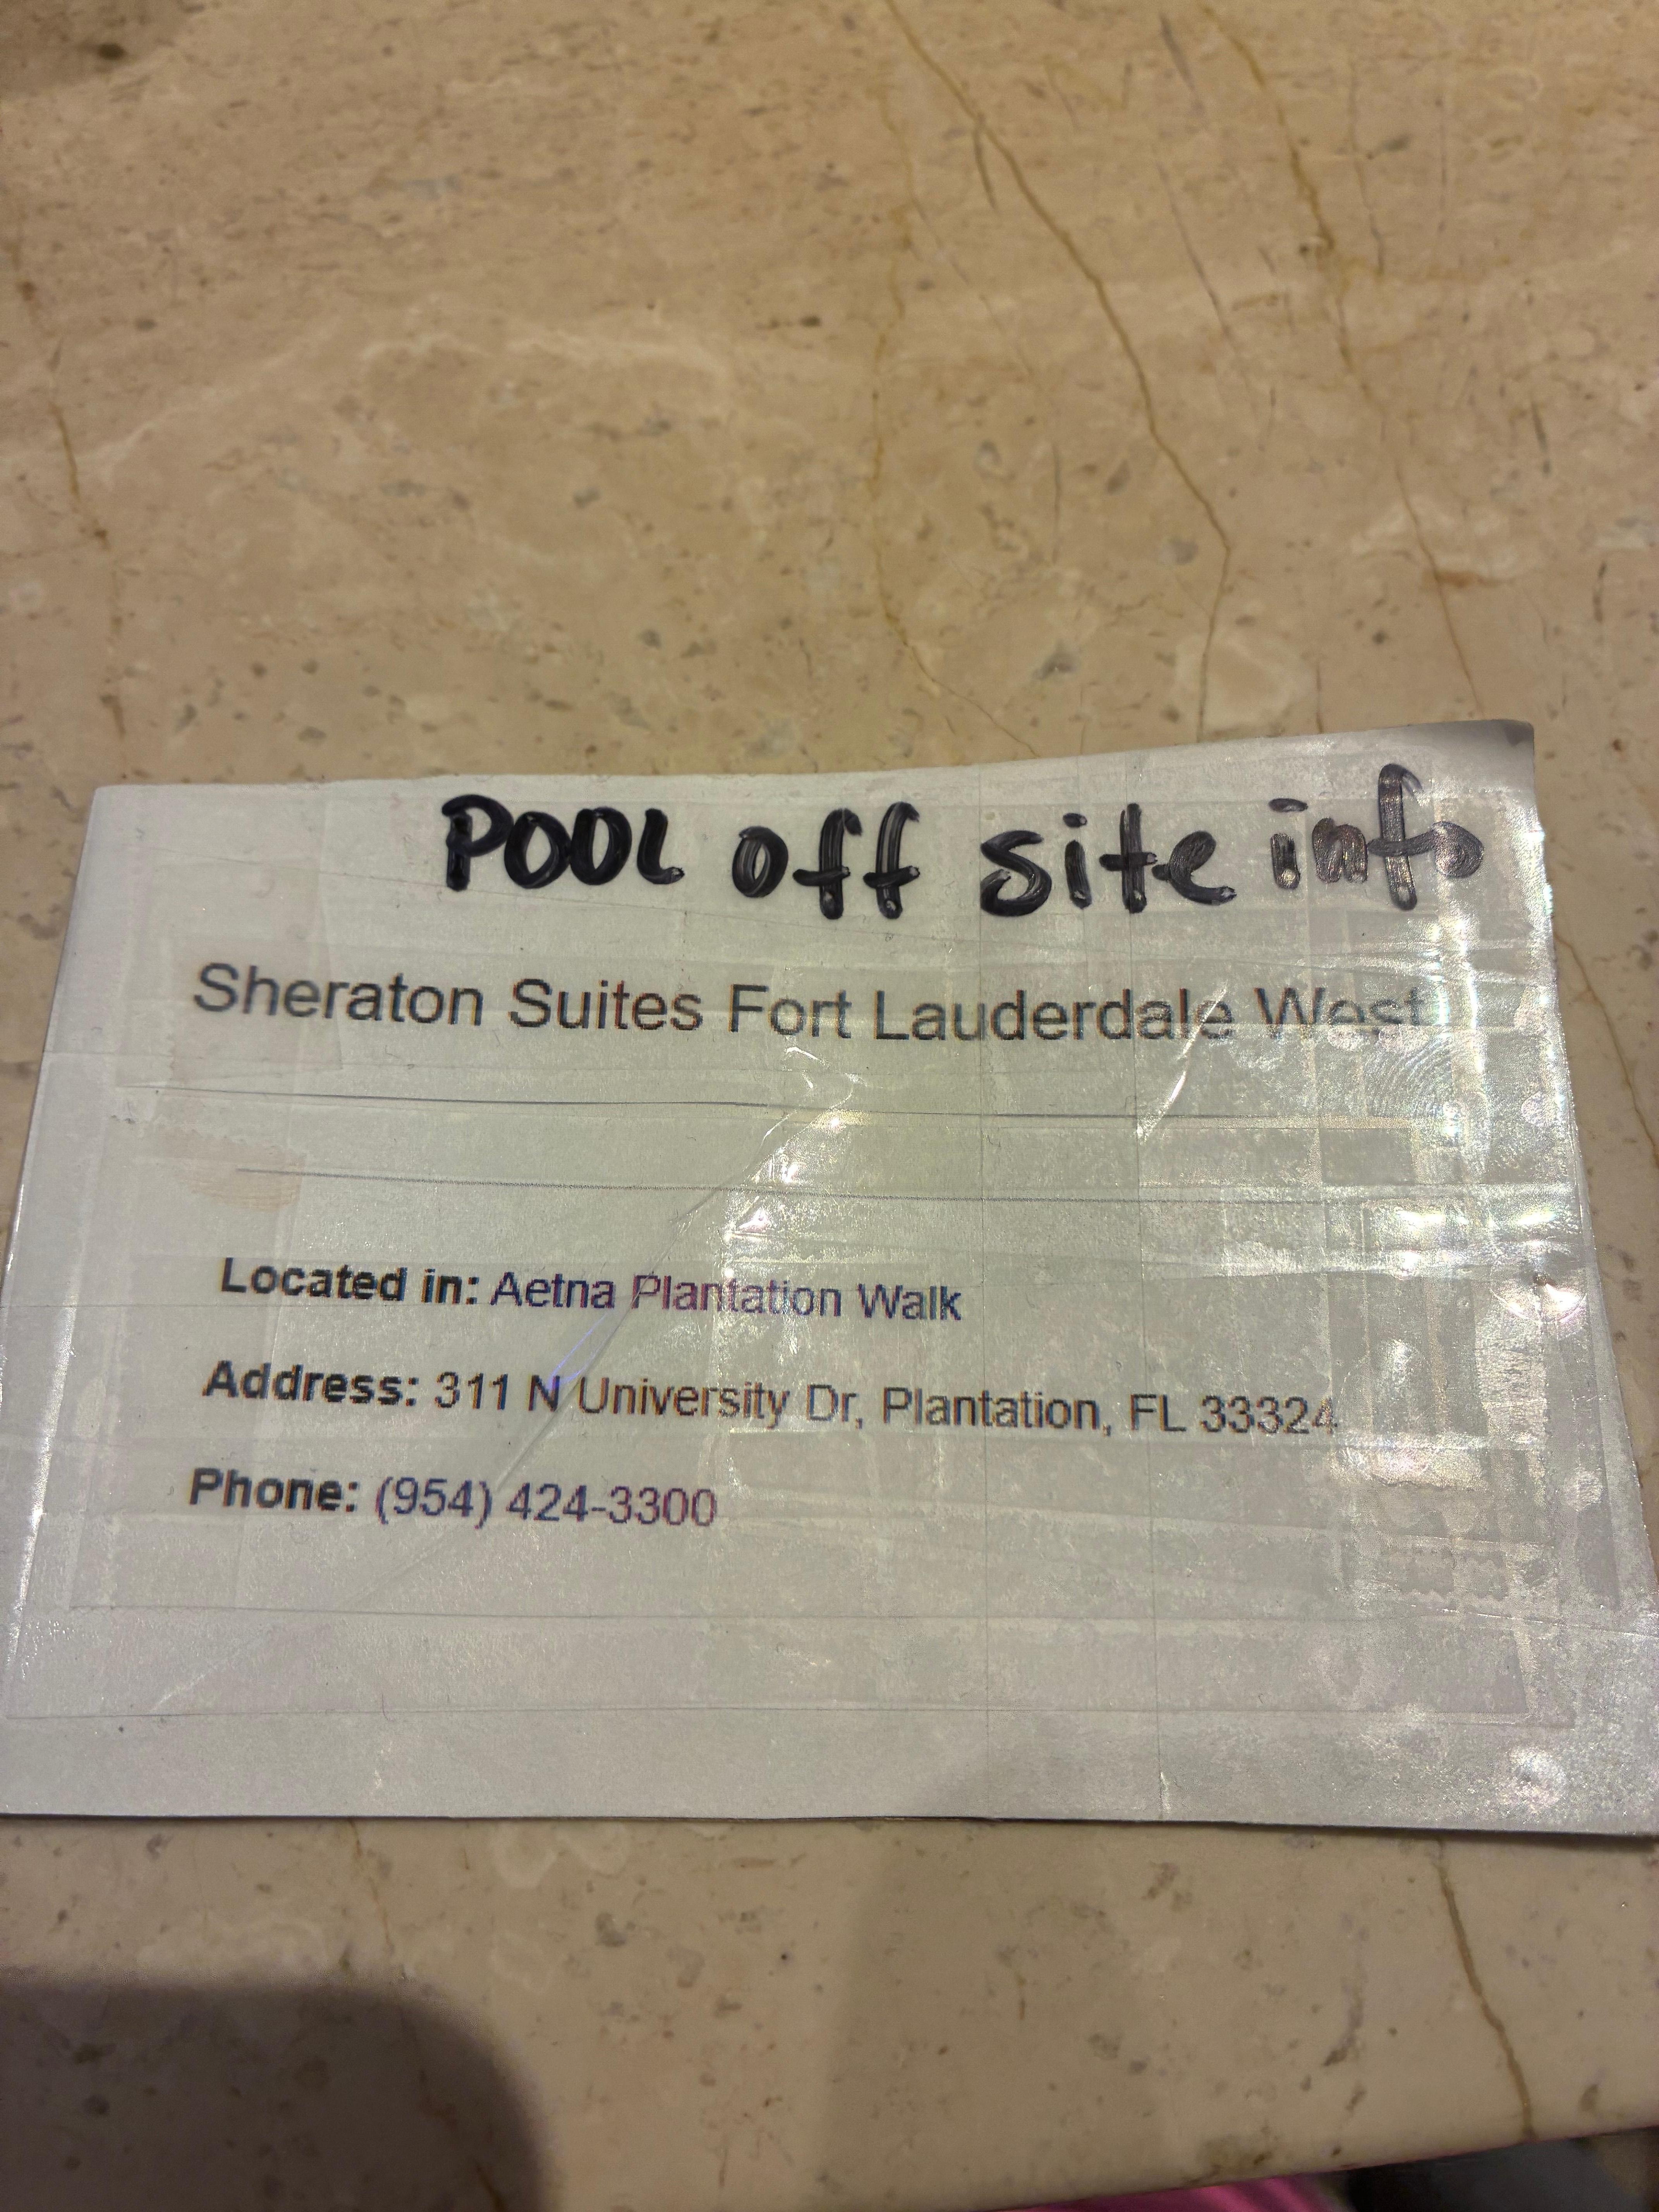 POOL off site info
Sheraton Suites Fort Lauderdale West
Located in: Aetna Plantation Walk
Address: 311 N University Dr, Plantation, FL 33324
Phone: (954) 424-3300